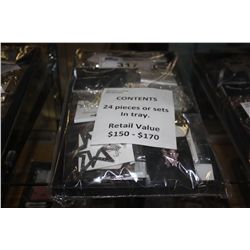 CONTENTS
24 pieces or sets
In tray.
Retail Value
$150 - $170